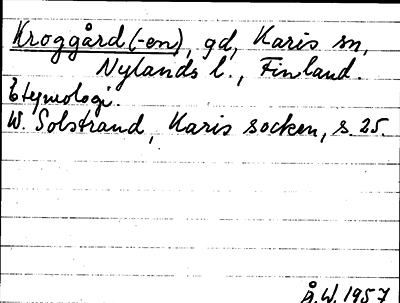 Kroggård (-en), gd, Karis sn,
Nylands l., Finland.
Etymologi.
W. Solstrand, Karis socken, s. 25.
Å.W. 1957